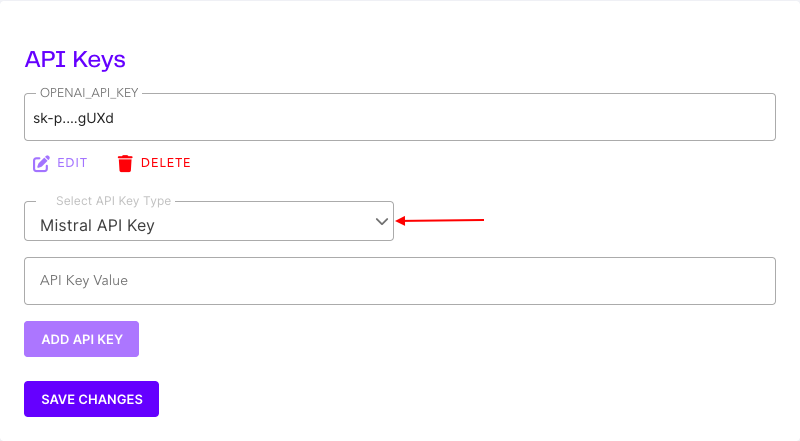 API Keys
OPENAI_API_KEY
sk-p....gUXd
EDIT DELETE
Select API Key Type
Mistral API Key
API Key Value
ADD API KEY
SAVE CHANGES